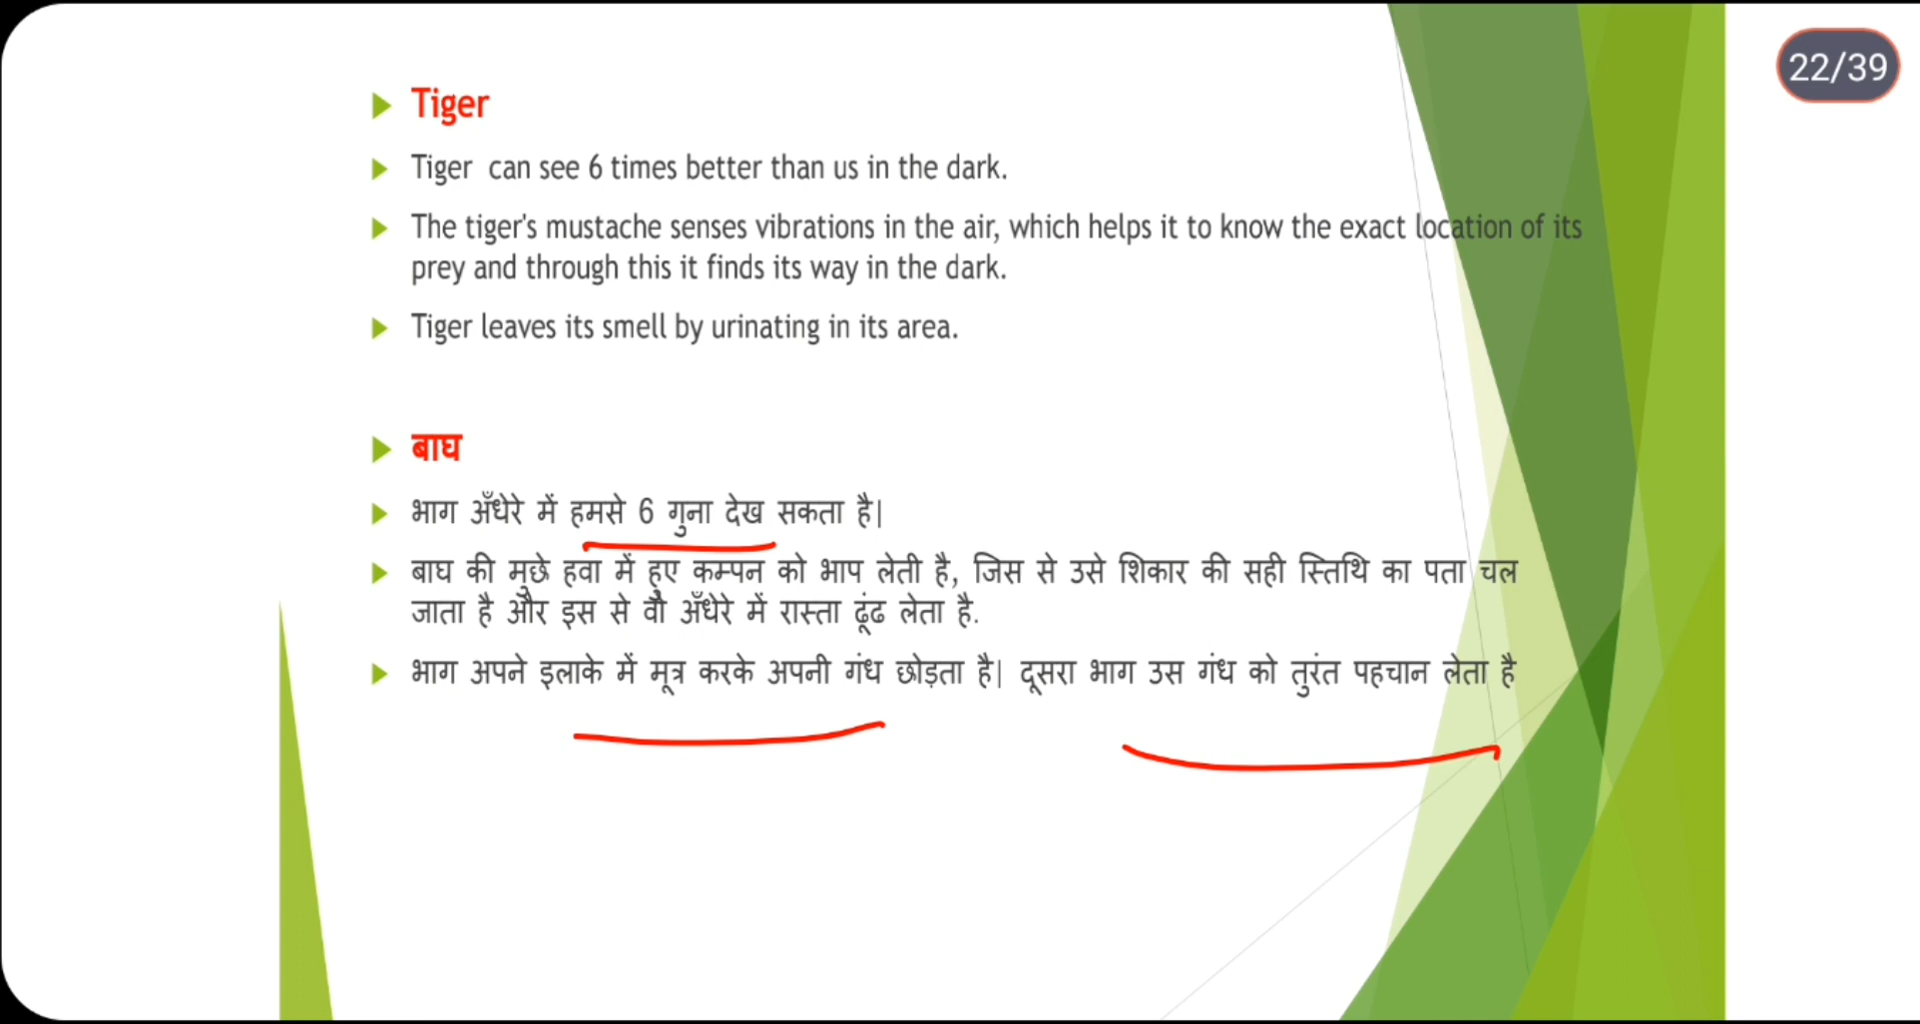 22/39
Tiger
Tiger can see 6 times better than us in the dark.
The tiger's mustache senses vibrations in the air, which helps it to know the exact location of its
prey and through this it finds its way in the dark.
Tiger leaves its smell by urinating in its area.
बाघ
भाग अँधेरे में हमसे 6 गुना देख सकता है|
बाघ की मुछे हवा में हुए कम्पन को भाप लेती है, जिस से उसे शिकार की सही स्तिथि का पता चल
जाता है और इस से वो अँधेरे में रास्ता ढूंढ लेता है.
भाग अपने इलाके में मूत्र करके अपनी गंध छोड़ता है| दूसरा भाग उस गंध को तुरंत पहचान लेता है